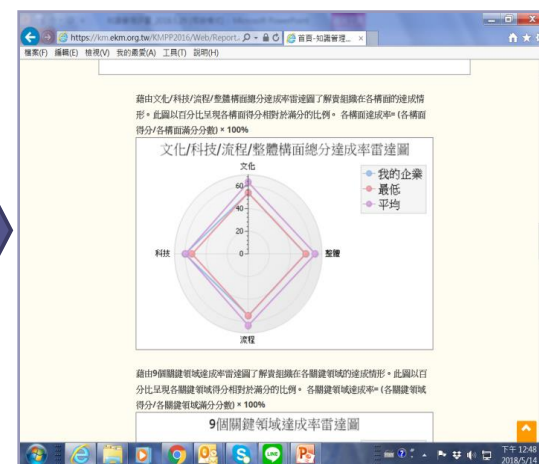 https://km.ekm.org.tw/KMPP2016/Web/Report
首頁-知識管理...
檔案(F) 編輯(E) 檢視(V) 我的最愛(A) 工具(T) 說明(H)
藉由文化/科技/流程/整體構面總分達成率雷達圖了解貴組織在各構面的達成情
形。此圖以百分比呈現各構面得分相對於滿分的比例。 各構面達成率= (各構面
得分/各構面滿分分數) × 100%
文化/科技/流程/整體構面總分達成率雷達圖
文化
我的企業
最低
平均
60
40
20
0
科技
整體
流程
藉由9個關鍵領域達成率雷達圖了解貴組織在各關鍵領域的達成情形。此圖以百
分比呈現各關鍵領域得分相對於滿分的比例。 各關鍵領域達成率= (各關鍵領域
得分/各關鍵領域滿分分數) × 100%
9個關鍵領域達成率雷達圖
下午 12:48
2018/5/14